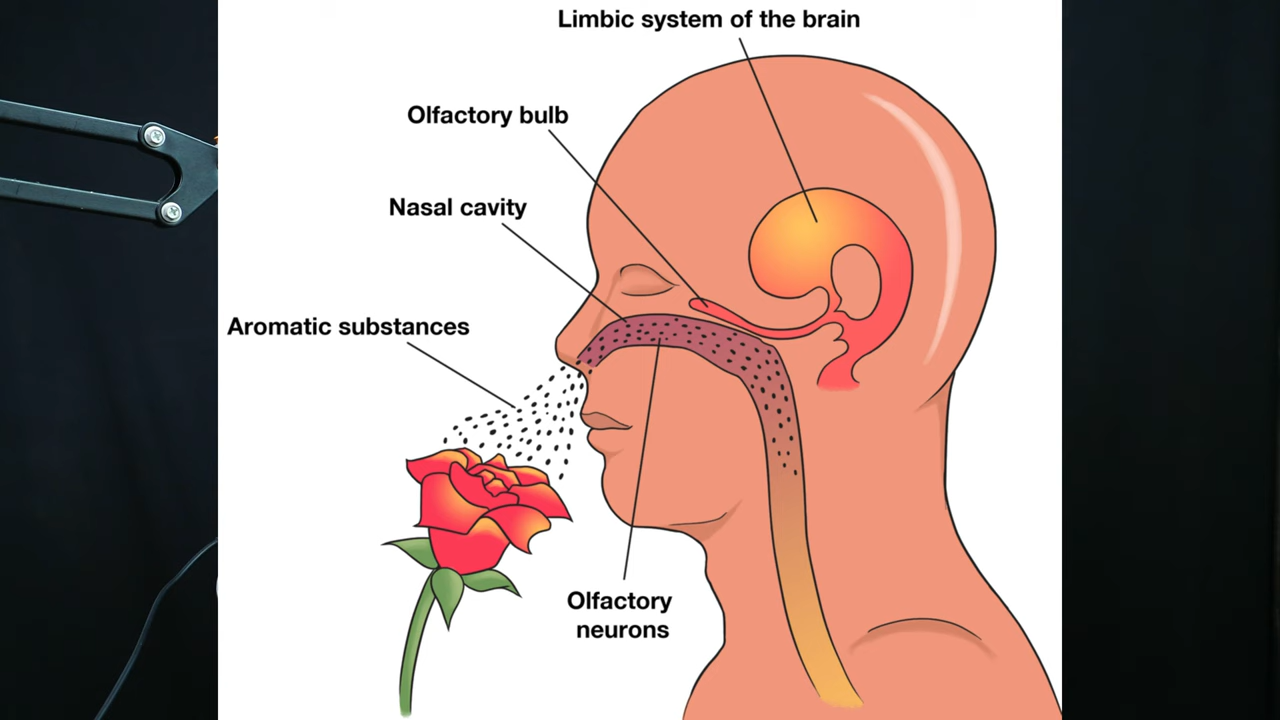 Limbic system of the brain
Olfactory bulb
Nasal cavity
Aromatic substances
Olfactory
neurons